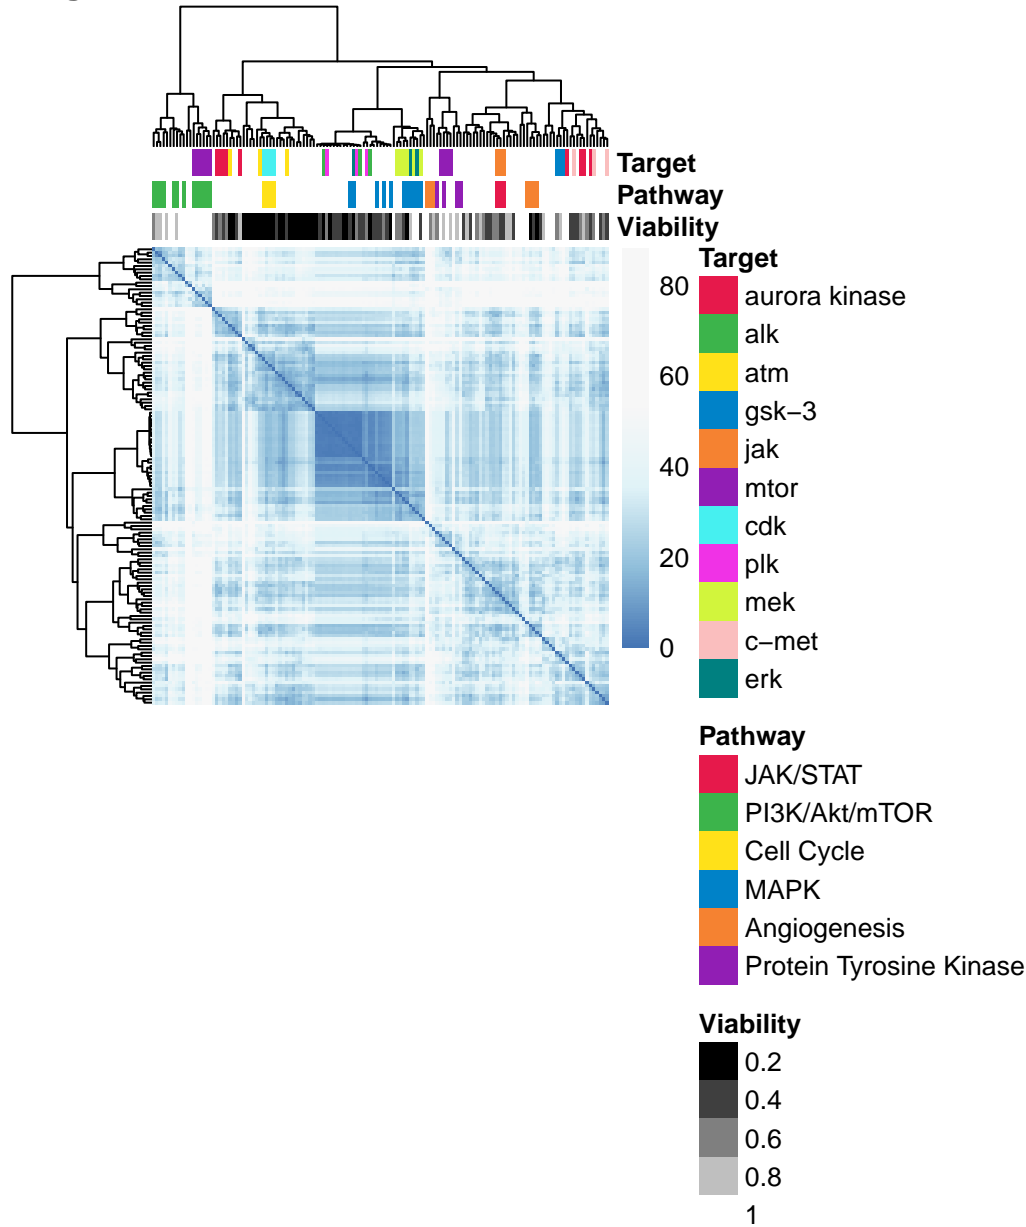 Target
Pathway
Viability
80
60
40
20
0
Target
aurora kinase
alk
atm
gsk−3
jak
mtor
cdk
plk
mek
c−met
erk
Pathway
JAK/STAT
PI3K/Akt/mTOR
Cell Cycle
MAPK
Angiogenesis
Protein Tyrosine Kinase
Viability
0.2
0.4
0.6
0.8
1